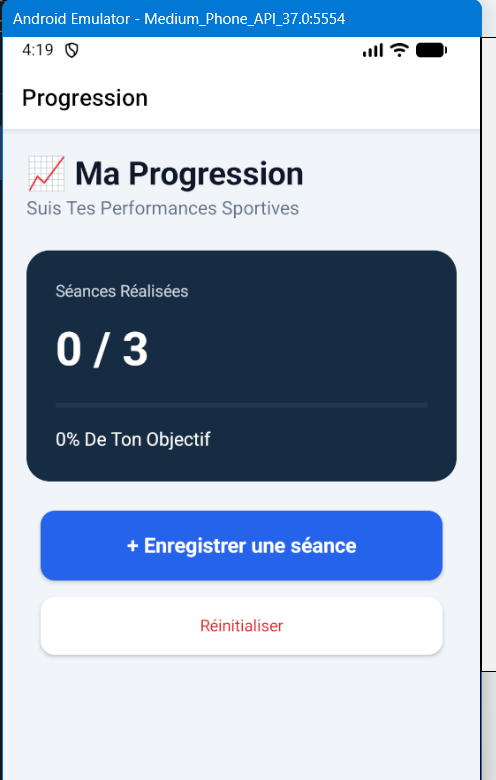 Android Emulator - Medium_Phone_API_37.0:5554
4:19
Progression
Ma Progression
Suis Tes Performances Sportives
Séances Réalisées
0 / 3
0% De Ton Objectif
+ Enregistrer une séance
Réinitialiser